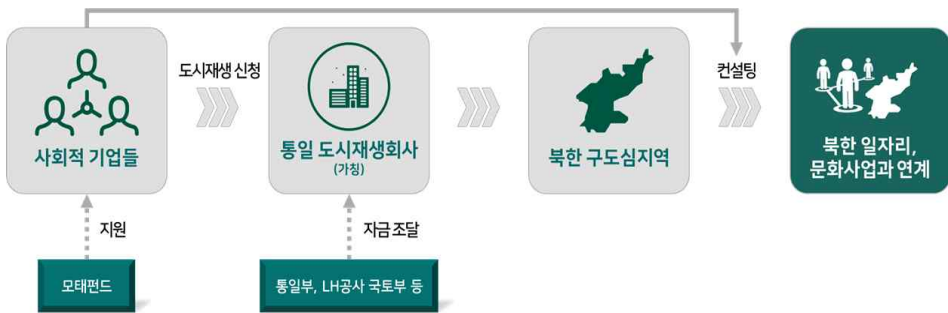 도시재생 신청
컨설팅
사회적 기업들
통일 도시재생회사
(가칭)
북한 구도심지역
북한 일자리,
문화사업과 연계
지원
자금 조달
모태펀드
통일부, LH공사 국토부 등